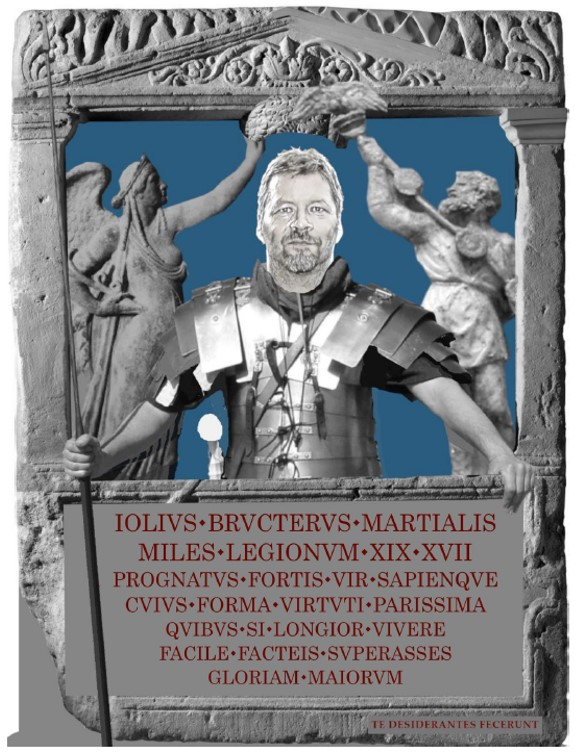 IOLIVS•BRVCTERVS•MARTIALIS
MILES•LEGIONVM•XIX•XVII
PROGNATVS•FORTIS•VIR•SAPIENQVE
CVIVS•FORMA•VIRTVTI•PARISSIMA
QVIBVS•SI•LONGIOR•VIVERE
FACILE•FACTEIS•SVPERASSES
GLORIAM•MAIORVM
TE DESIDERANTES FECERUNT